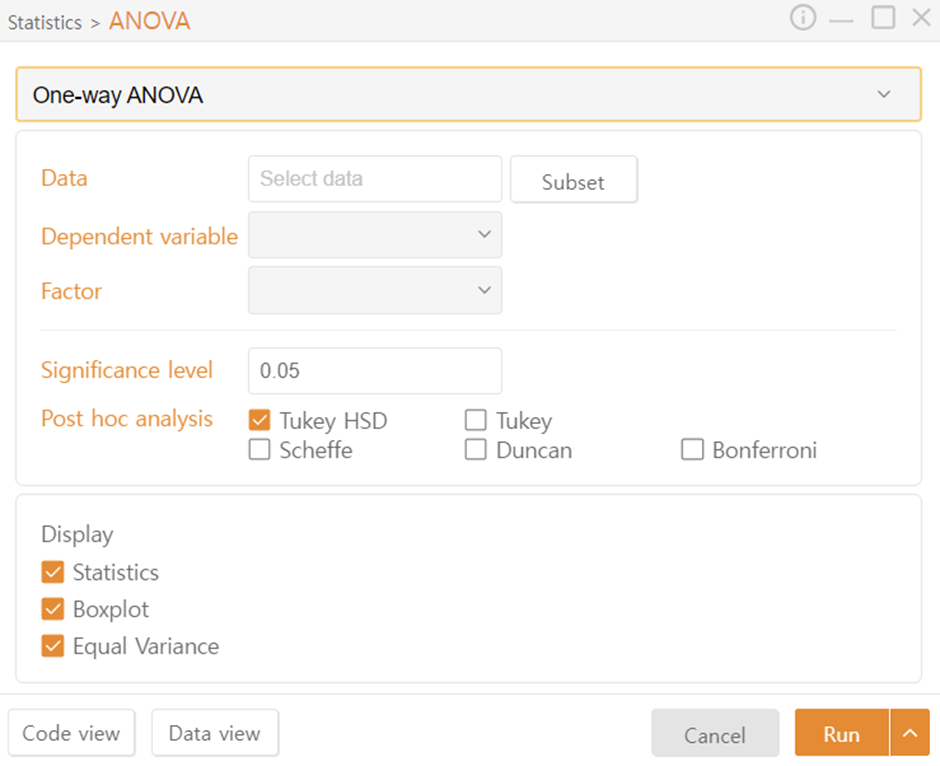 Statistics > ANOVA
One-way ANOVA
Data Select data Subset
Dependent variable
Factor
Significance level 0.05
Post hoc analysis Tukey HSD Tukey
Scheffe Duncan Bonferroni
Display
Statistics
Boxplot
Equal Variance
Code view Data view Cancel Run